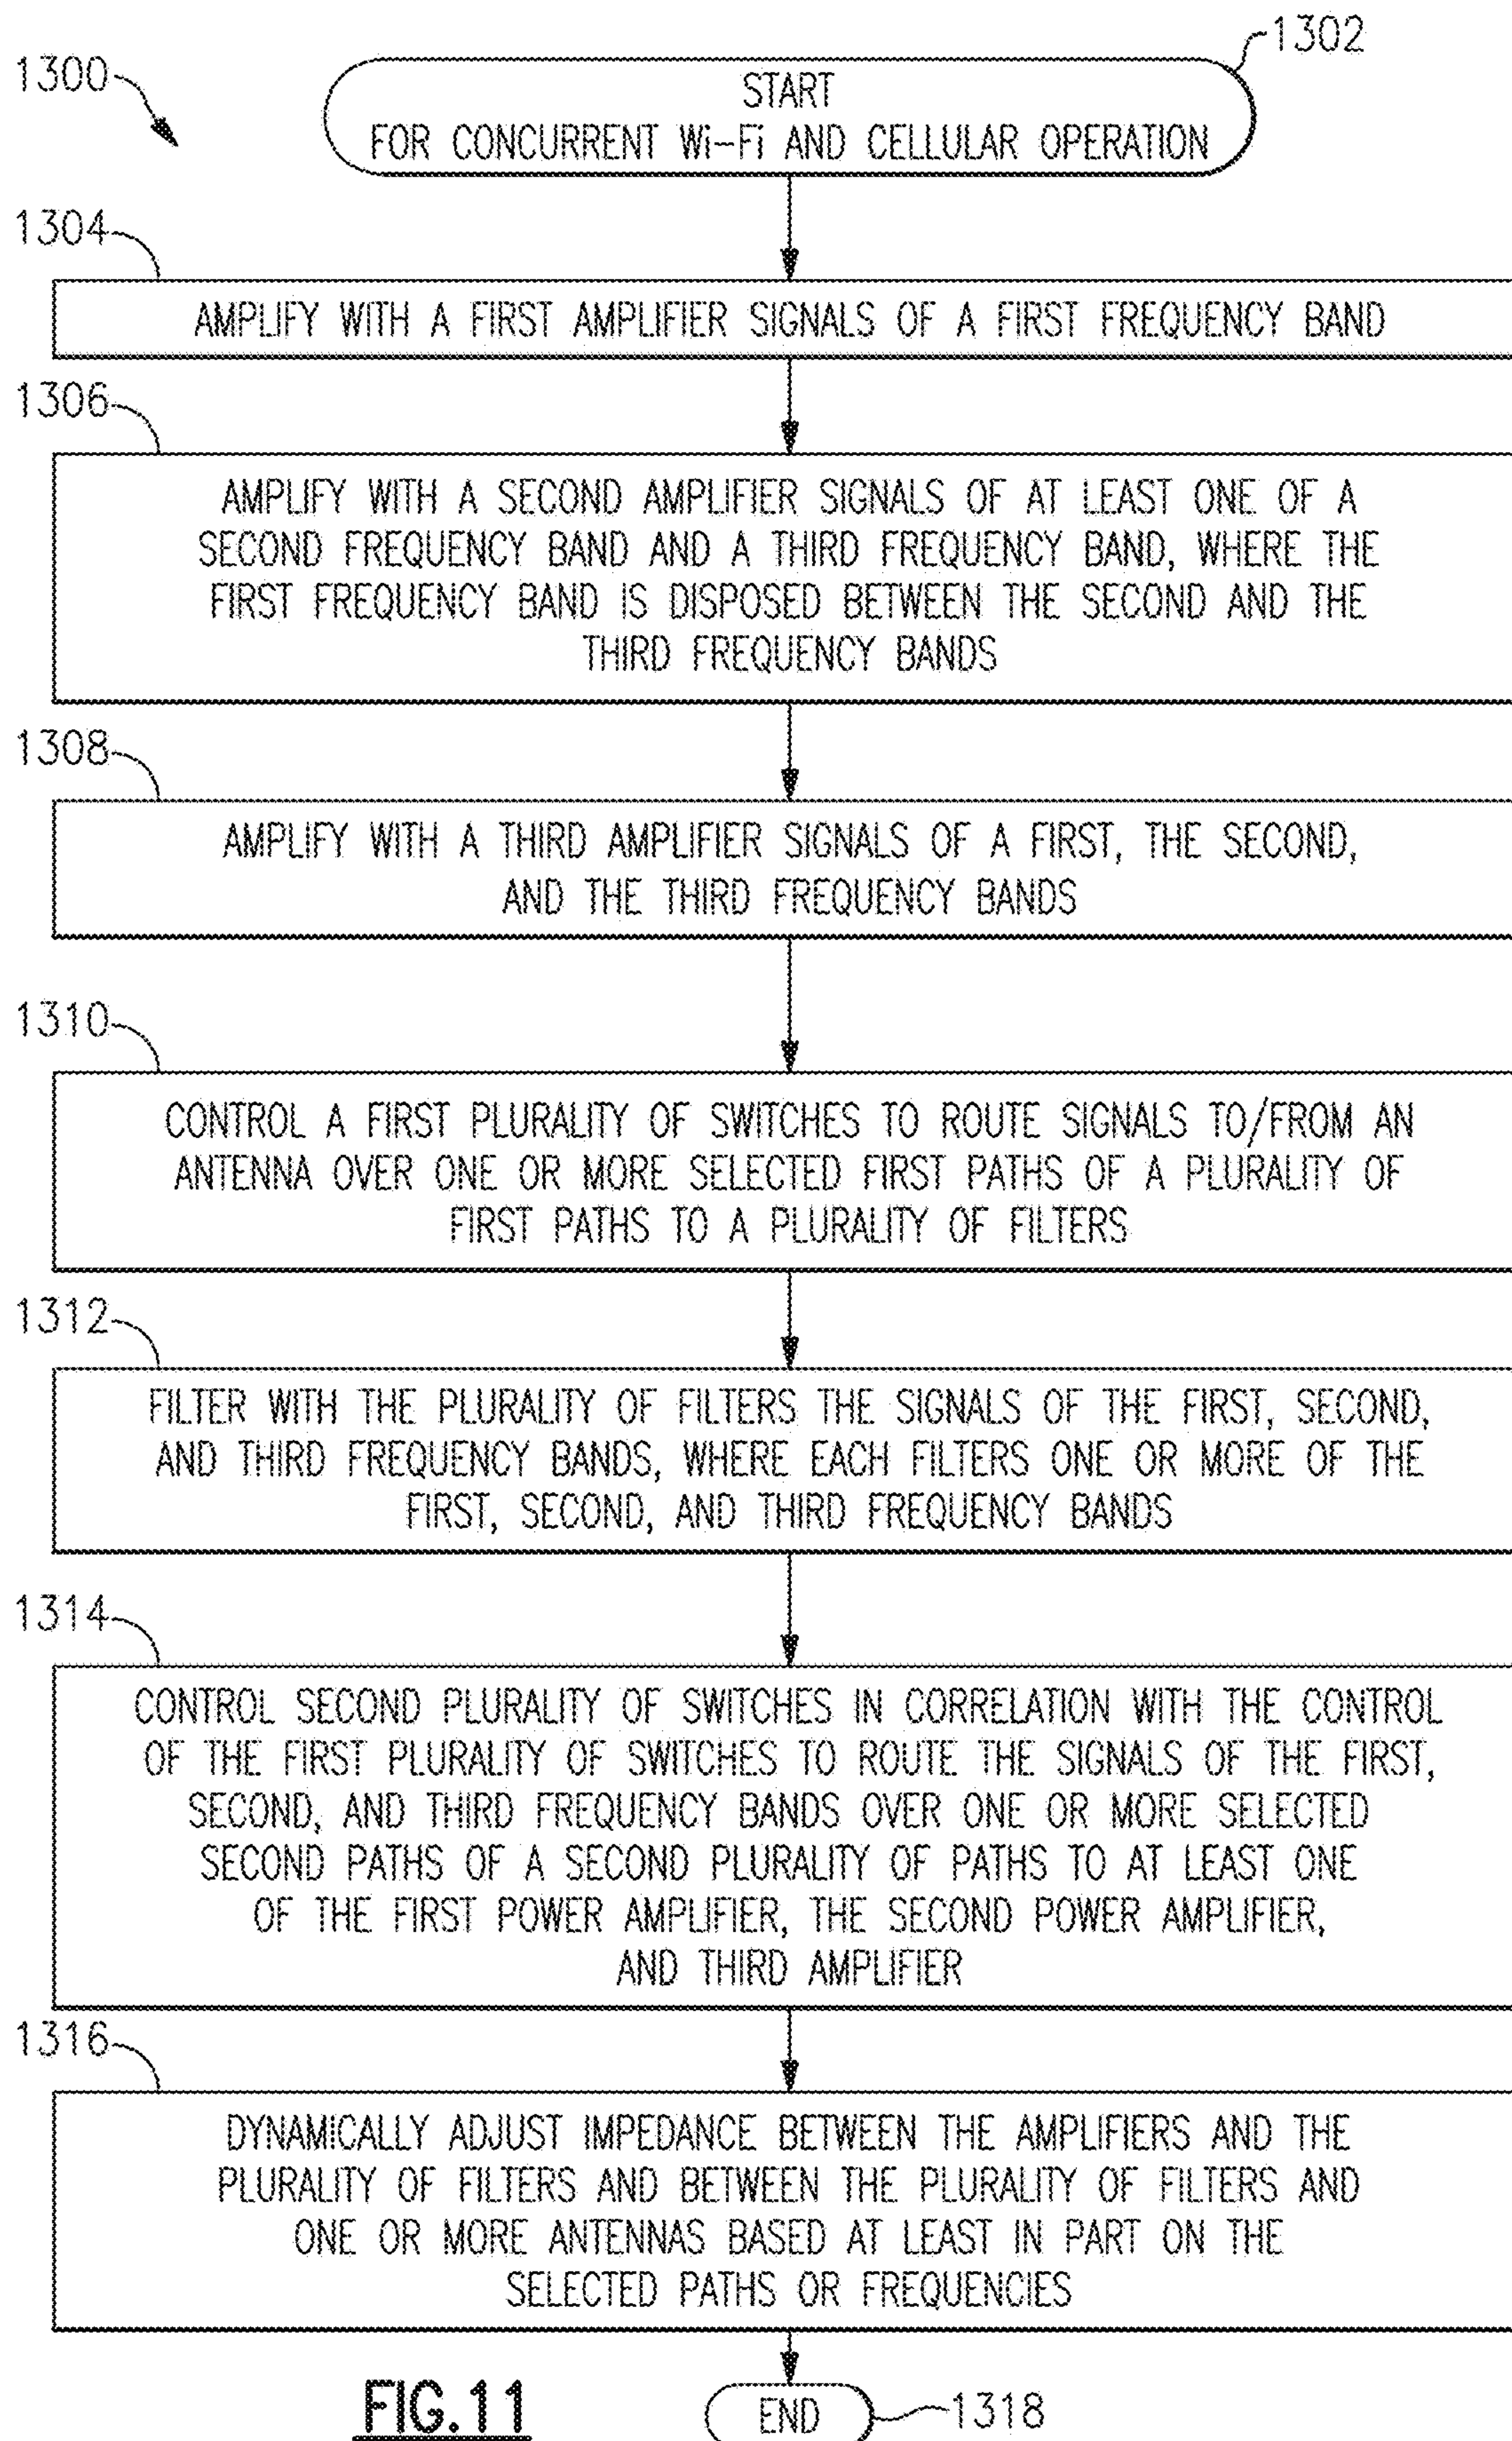 1302
1300
START
FOR CONCURRENT Wi-Fi AND CELLULAR OPERATION
1304
AMPLIFY WITH A FIRST AMPLIFIER SIGNALS OF A FIRST FREQUENCY BAND
1306
AMPLIFY WITH A SECOND AMPLIFIER SIGNALS OF AT LEAST ONE OF A
SECOND FREQUENCY BAND AND A THIRD FREQUENCY BAND, WHERE THE
FIRST FREQUENCY BAND IS DISPOSED BETWEEN THE SECOND AND THE
THIRD FREQUENCY BANDS
1308
AMPLIFY WITH A THIRD AMPLIFIER SIGNALS OF A FIRST, THE SECOND,
AND THE THIRD FREQUENCY BANDS
1310
CONTROL A FIRST PLURALITY OF SWITCHES TO ROUTE SIGNALS TO/FROM AN
ANTENNA OVER ONE OR MORE SELECTED FIRST PATHS OF A PLURALITY OF
FIRST PATHS TO A PLURALITY OF FILTERS
1312
FILTER WITH THE PLURALITY OF FILTERS THE SIGNALS OF THE FIRST, SECOND,
AND THIRD FREQUENCY BANDS, WHERE EACH FILTERS ONE OR MORE OF THE
FIRST, SECOND, AND THIRD FREQUENCY BANDS
1314
CONTROL SECOND PLURALITY OF SWITCHES IN CORRELATION WITH THE CONTROL
OF THE FIRST PLURALITY OF SWITCHES TO ROUTE THE SIGNALS OF THE FIRST,
SECOND, AND THIRD FREQUENCY BANDS OVER ONE OR MORE SELECTED
SECOND PATHS OF A SECOND PLURALITY OF PATHS TO AT LEAST ONE
OF THE FIRST POWER AMPLIFIER, THE SECOND POWER AMPLIFIER,
AND THIRD AMPLIFIER
1316
DYNAMICALLY ADJUST IMPEDANCE BETWEEN THE AMPLIFIERS AND THE
PLURALITY OF FILTERS AND BETWEEN THE PLURALITY OF FILTERS AND
ONE OR MORE ANTENNAS BASED AT LEAST IN PART ON THE
SELECTED PATHS OR FREQUENCIES
FIG.11
END
1318